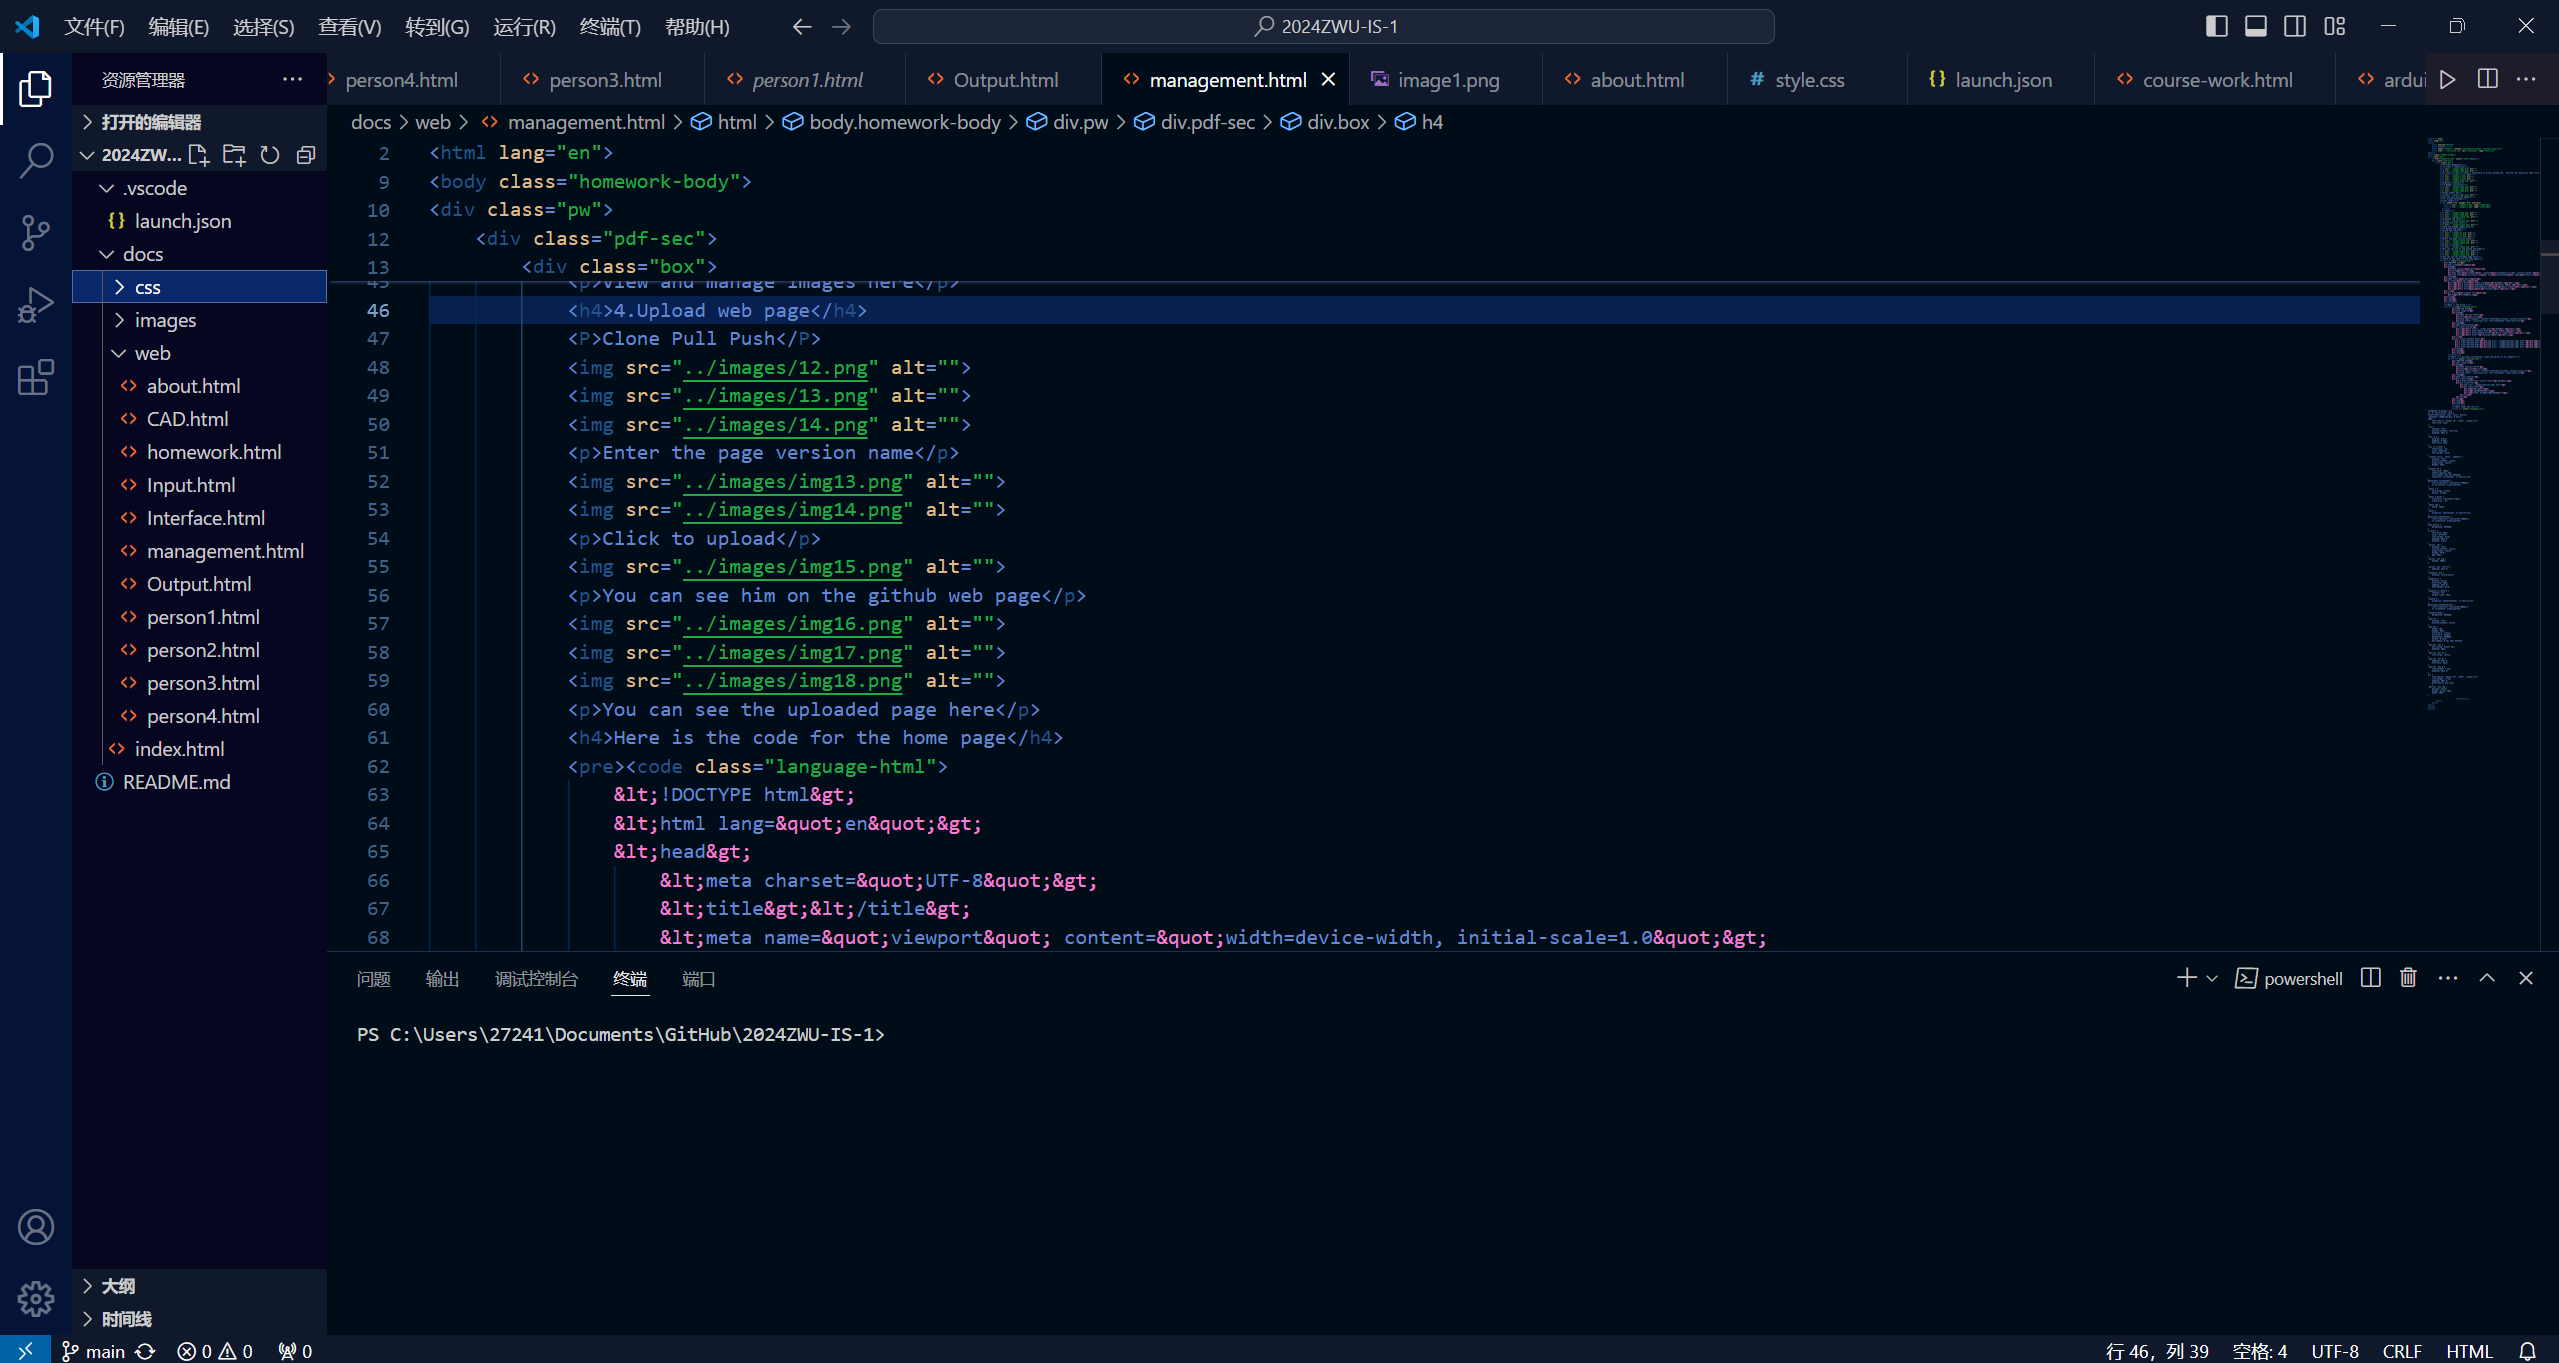 文件(F) 编辑(E) 选择(S) 查看(V) 转到(G) 运行(R) 终端(T) 帮助(H) 2024ZWU-IS-1
资源管理器 person4.html person3.html person1.html Output.html management.html image1.png about.html style.css launch.json course-work.html ardui
打开的编辑器
2024ZW...
.vscode
launch.json
docs
css
images
web
about.html
CAD.html
homework.html
Input.html
Interface.html
management.html
Output.html
person1.html
person2.html
person3.html
person4.html
index.html
README.md
大纲
时间线
docs > web > management.html > html > body.homework-body > div.pw > div.pdf-sec > div.box > h4
2 <html lang="en">
9 <body class="homework-body">
10 <div class="pw">
12 <div class="pdf-sec">
13 <div class="box">
45 <p>View and manage images here</p>
46 <h4>4.Upload web page</h4>
47 <P>Clone Pull Push</P>
48 <img src="../images/12.png" alt="">
49 <img src="../images/13.png" alt="">
50 <img src="../images/14.png" alt="">
51 <p>Enter the page version name</p>
52 <img src="../images/img13.png" alt="">
53 <img src="../images/img14.png" alt="">
54 <p>Click to upload</p>
55 <img src="../images/img15.png" alt="">
56 <p>You can see him on the github web page</p>
57 <img src="../images/img16.png" alt="">
58 <img src="../images/img17.png" alt="">
59 <img src="../images/img18.png" alt="">
60 <p>You can see the uploaded page here</p>
61 <h4>Here is the code for the home page</h4>
62 <pre><code class="language-html">
63 &lt;!DOCTYPE html&gt;
64 &lt;html lang=&quot;en&quot;&gt;
65 &lt;head&gt;
66 &lt;meta charset=&quot;UTF-8&quot;&gt;
67 &lt;title&gt;&lt;/title&gt;
68 &lt;meta name=&quot;viewport&quot; content=&quot;width=device-width, initial-scale=1.0&quot;&gt;
问题 输出 调试控制台 终端 端口 powershell
PS C:\Users\27241\Documents\GitHub\2024ZWU-IS-1>
main 0 0 0 行 46，列 39 空格: 4 UTF-8 CRLF HTML